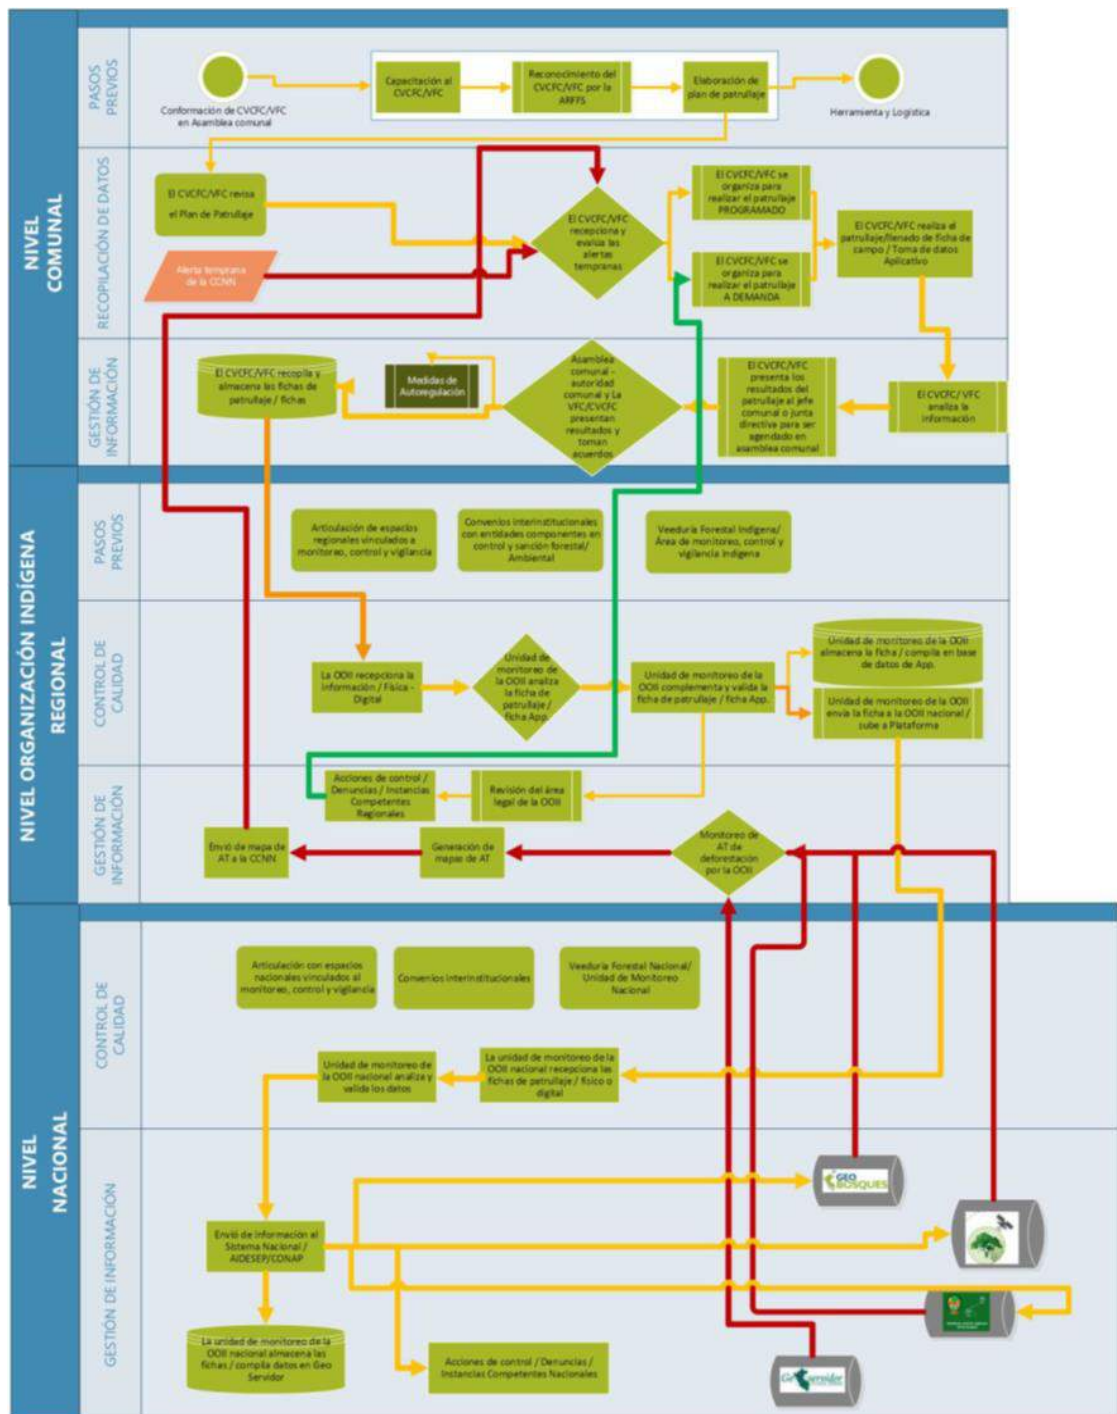 NIVEL
COMUNAL
PASOS
PREVIOS
Conformación de CVCFC/VFC
en Asamblea comunal
Capacitación al
CVCFC/VFC
Reconocimiento del
CVCFC/VFC por la
ARFFS
Elaboración de
plan de patrullaje
Herramienta y Logística
RECOPILACIÓN DE DATOS
El CVCFC/VFC revisa
el Plan de Patrullaje
Alerta temprana
de la CCNN
El CVCFC/VFC
recepciona y
evalúa las
alertas
tempranas
El CVCFC/VFC se
organiza para
realizar el patrullaje
PROGRAMADO
El CVCFC/VFC se
organiza para
realizar el patrullaje
A DEMANDA
El CVCFC/VFC realiza el
patrullaje/llenado de ficha de
campo / Toma de datos
Aplicativo
GESTIÓN DE
INFORMACIÓN
El CVCFC/VFC recopila y
almacena las fichas de
patrullaje / fichas
Medidas de
Autoregulación
Asamblea
comunal -
autoridad
comunal y La
VFC/CVCFC
presentan
resultados y
toman
acuerdos
El CVCFC/VFC
presenta los
resultados del
patrullaje al jefe
comunal o junta
directiva para ser
agendado en
asamblea comunal
El CVCFC/ VFC
analiza la
información
NIVEL ORGANIZACIÓN INDÍGENA
REGIONAL
PASOS
PREVIOS
Articulación de espacios
regionales vinculados a
monitoreo, control y
vigilancia
Convenios interinstitucionales
con entidades componentes en
control y sanción forestal/
Ambiental
Veeduría Forestal Indígena/
Área de monitoreo, control y
vigilancia indígena
CONTROL DE
CALIDAD
La OOII recepciona la
información / Física -
Digital
Unidad de
monitoreo de
la OOII analiza
la ficha de
patrullaje /
ficha App.
Unidad de monitoreo de la
OOII complementa y valida la
ficha de patrullaje / ficha App.
Unidad de monitoreo de la OOII
almacena la ficha / compila en base
de datos de App.
Unidad de monitoreo de la OOII
envía la ficha a la OOII nacional /
sube a Plataforma
GESTIÓN DE
INFORMACIÓN
Acciones de control /
Denuncias / Instancias
Competentes
Regionales
Revisión del área
legal de la OOII
Envió de mapa de
AT a la CCNN
Generación de
mapas de AT
Monitoreo de
AT de
deforestación
por la OOII
NIVEL
NACIONAL
CONTROL DE
CALIDAD
Articulación con espacios
nacionales vinculados al
monitoreo, control y vigilancia
Convenios Interinstitucionales
Veeduría Forestal Nacional/
Unidad de Monitoreo
Nacional
Unidad de monitoreo de
la OOII nacional analiza y
valida los datos
La unidad de monitoreo de la
OOII nacional recepciona las
fichas de patrullaje / físico o
digital
GESTIÓN DE INFORMACIÓN
GEO
BOSQUES
Envió de Información al
Sistema Nacional /
AIDESEP/CONAP
La unidad de monitoreo de la
OOII nacional almacena las
fichas / compila datos en Geo
Servidor
Acciones de control / Denuncias /
Instancias Competentes Nacionales
Geoservidor